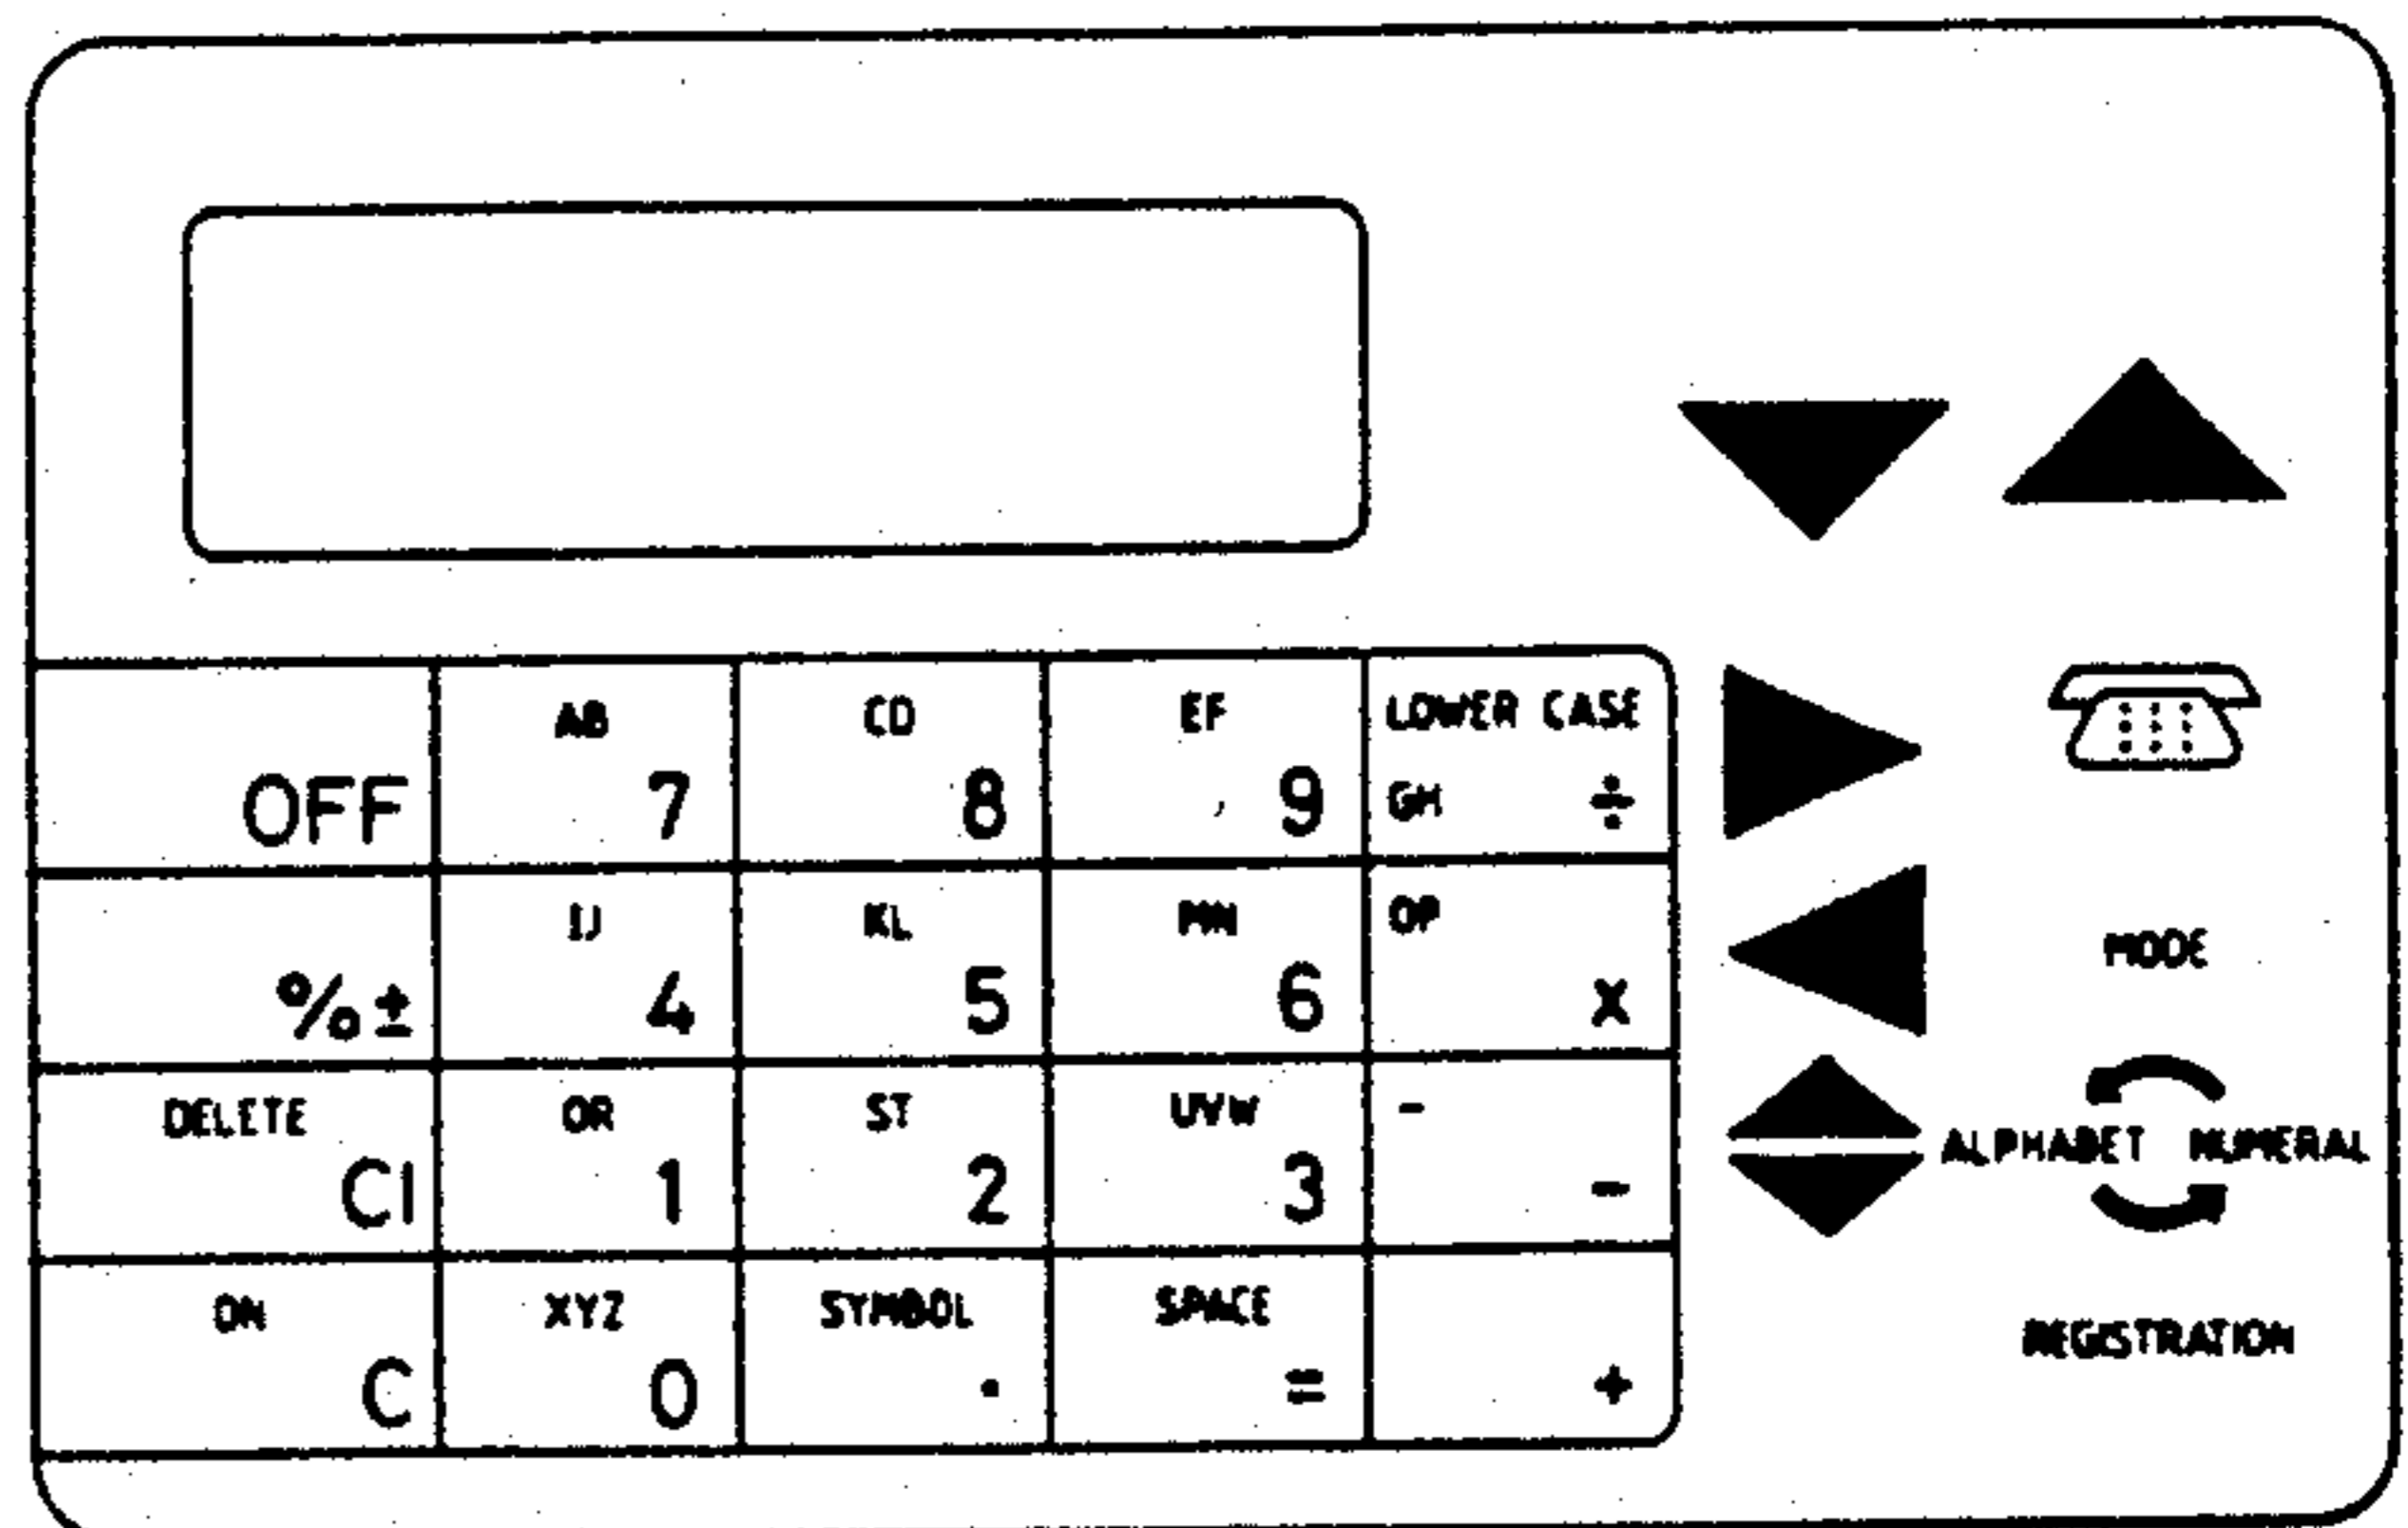 AB CD EF LOWER CASE
OFF 7 8 , 9 GH ÷
IJ KL MN OP MODE
%± 4 5 6 x
DELETE QR ST UVW -
CI 1 2 3 - ALPHABET NUMERAL
ON XYZ SYMBOL SPACE REGISTRATION
C 0 . = +